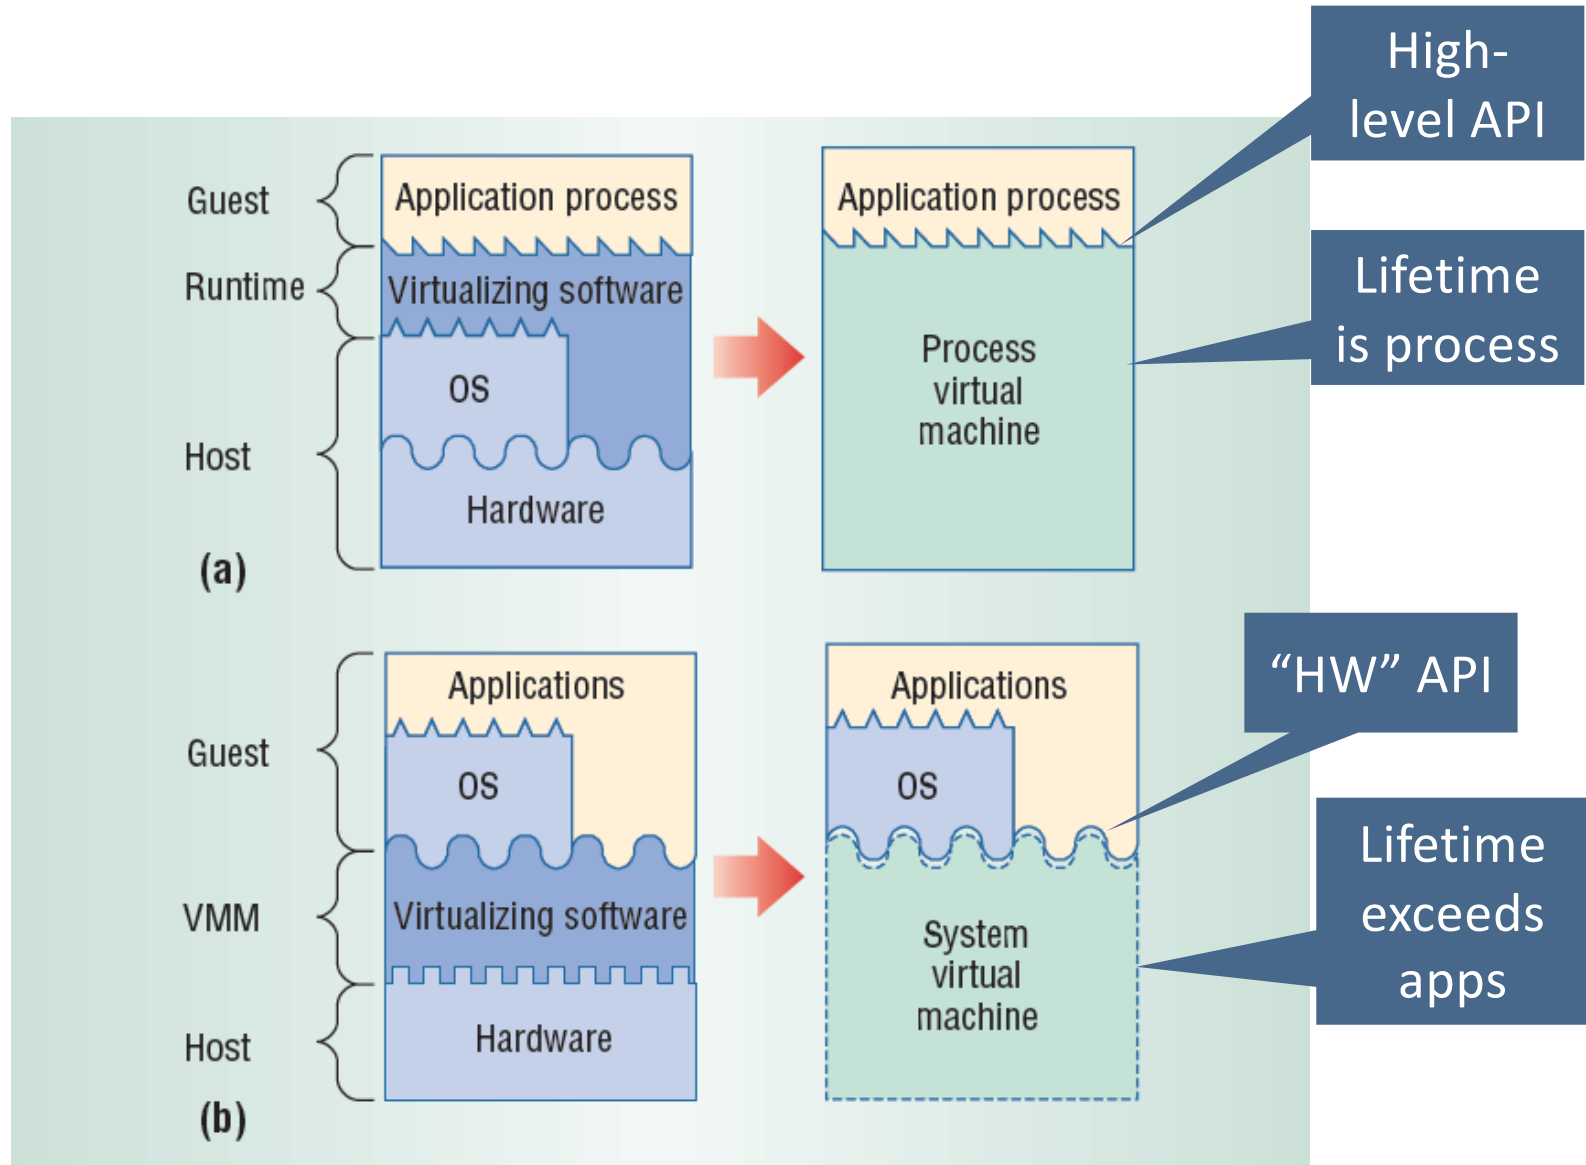 High-
level API
Guest
Application process
Application process
Runtime
Virtualizing software
Lifetime
is process
Process
virtual
machine
OS
Host
Hardware
(a)
Applications
Applications
"HW" API
Guest
OS
OS
Lifetime
exceeds
apps
VMM
Virtualizing software
System
virtual
machine
Host
Hardware
(b)